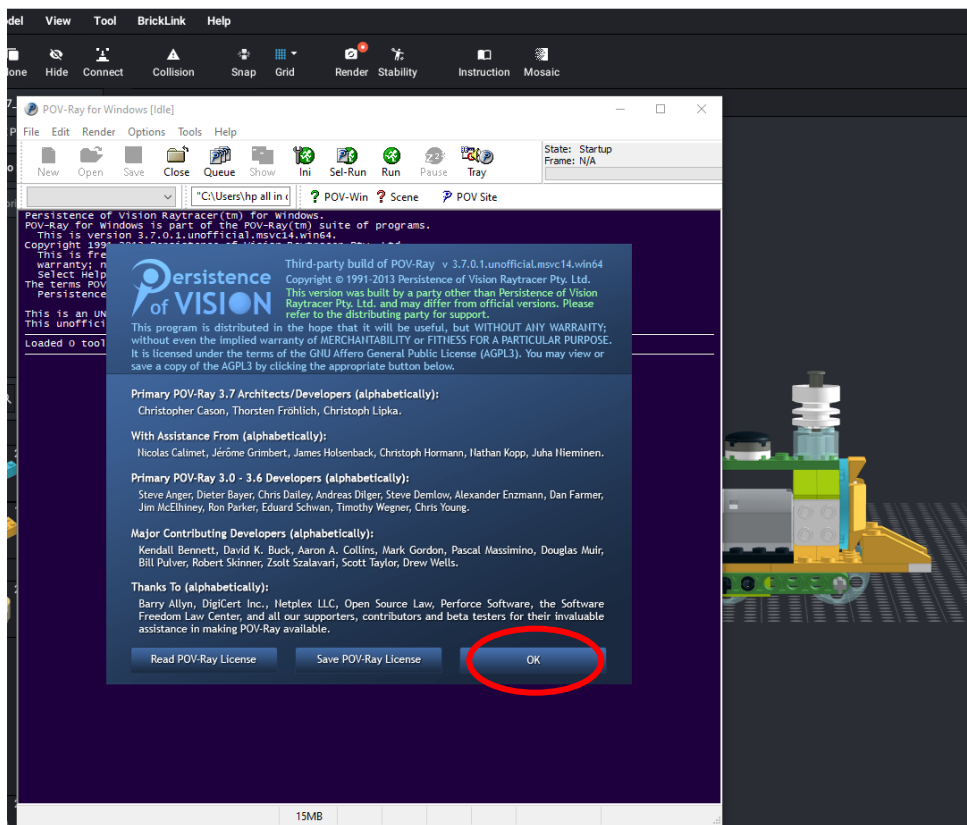 del View Tool BrickLink Help
lone Hide Connect Collision Snap Grid Render Stability Instruction Mosaic
POV-Ray for Windows [Idle]
File Edit Render Options Tools Help
New Open Save Close Queue Show Ini Sel-Run Run Pause Tray
State: Startup
Frame: N/A
"C:\Users\hp all in c POV-Win Scene POV Site
Persistence of Vision Raytracer(tm) for Windows.
POV-Ray for Windows is part of the POV-Ray(tm) suite of programs.
This is version 3.7.0.1.unofficial.msvc14.win64.
Copyright 1991-2013 Persistence of Vision Raytracer Pty. Ltd.
This is fre
warranty; n
Select Help
The terms POV
Persistence
This is an UN
This unoffici
Loaded 0 tool
Persistence
of VISION
Third-party build of POV-Ray v 3.7.0.1.unofficial.msvc14.win64
Copyright © 1991-2013 Persistence of Vision Raytracer Pty. Ltd.
This version was built by a party other than Persistence of Vision
Raytracer Pty. Ltd. and may differ from official versions. Please
refer to the distributing party for support.
This program is distributed in the hope that it will be useful, but WITHOUT ANY WARRANTY;
without even the implied warranty of MERCHANTABILITY or FITNESS FOR A PARTICULAR PURPOSE.
It is licensed under the terms of the GNU Affero General Public License (AGPL3). You may view or
save a copy of the AGPL3 by clicking the appropriate button below.
Primary POV-Ray 3.7 Architects/Developers (alphabetically):
Christopher Cason, Thorsten Fröhlich, Christoph Lipka.
With Assistance From (alphabetically):
Nicolas Calimet, Jérôme Grimbert, James Holsenback, Christoph Hormann, Nathan Kopp, Juha Nieminen.
Primary POV-Ray 3.0 - 3.6 Developers (alphabetically):
Steve Anger, Dieter Bayer, Chris Dailey, Andreas Dilger, Steve Demlow, Alexander Enzmann, Dan Farmer,
Jim McElhiney, Ron Parker, Eduard Schwan, Timothy Wegner, Chris Young.
Major Contributing Developers (alphabetically):
Kendall Bennett, David K. Buck, Aaron A. Collins, Mark Gordon, Pascal Massimino, Douglas Muir,
Bill Pulver, Robert Skinner, Zsolt Szalavari, Scott Taylor, Drew Wells.
Thanks To (alphabetically):
Barry Allyn, DigiCert Inc., Netplex LLC, Open Source Law, Perforce Software, the Software
Freedom Law Center, and all our supporters, contributors and beta testers for their invaluable
assistance in making POV-Ray available.
Read POV-Ray License Save POV-Ray License OK
15MB